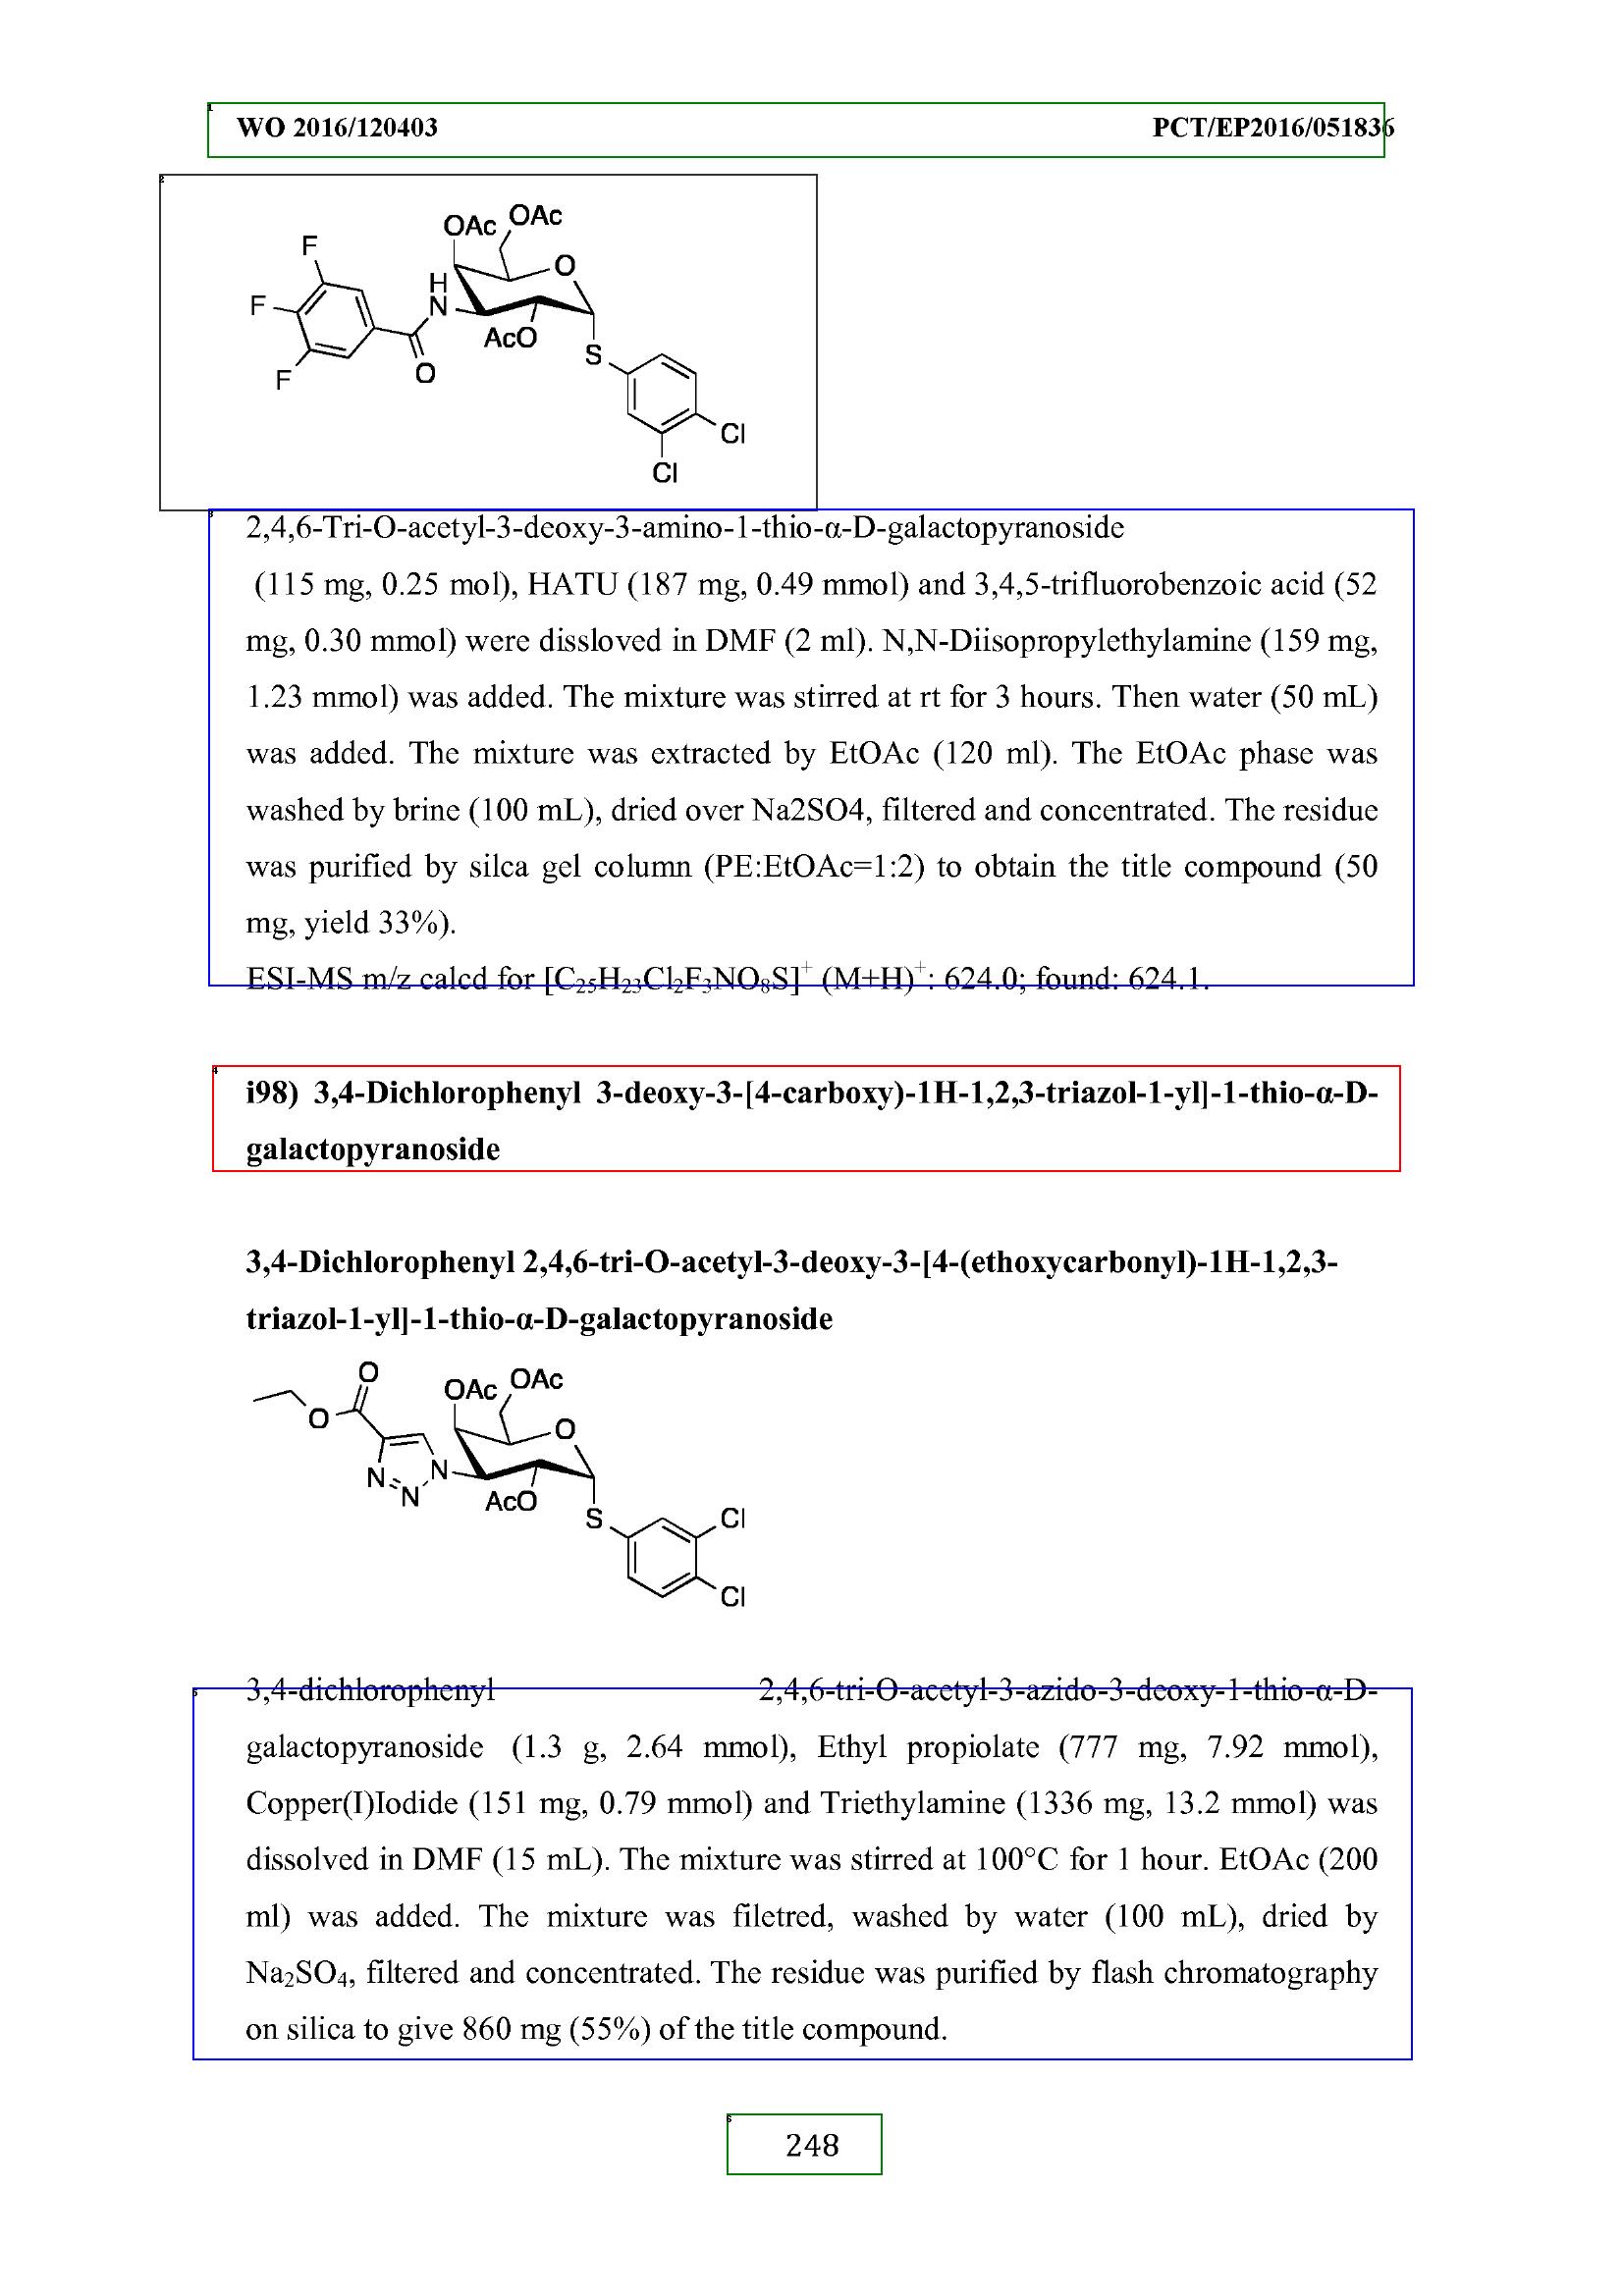 WO 2016/120403 PCT/EP2016/051836
OAc OAc
F
O
H
F N
AcO
S
O
F
Cl
Cl
2,4,6-Tri-O-acetyl-3-deoxy-3-amino-1-thio-α-D-galactopyranoside
(115 mg, 0.25 mol), HATU (187 mg, 0.49 mmol) and 3,4,5-trifluorobenzoic acid (52
mg, 0.30 mmol) were dissloved in DMF (2 ml). N,N-Diisopropylethylamine (159 mg,
1.23 mmol) was added. The mixture was stirred at rt for 3 hours. Then water (50 mL)
was added. The mixture was extracted by EtOAc (120 ml). The EtOAc phase was
washed by brine (100 mL), dried over Na2SO4, filtered and concentrated. The residue
was purified by silca gel column (PE:EtOAc=1:2) to obtain the title compound (50
mg, yield 33%).
ESI-MS m/z calcd for [C₂₅H₂₃Cl₂F₃NO₈S]⁺ (M+H)⁺: 624.0; found: 624.1.
i98) 3,4-Dichlorophenyl 3-deoxy-3-[4-carboxy)-1H-1,2,3-triazol-1-yl]-1-thio-α-D-
galactopyranoside
3,4-Dichlorophenyl 2,4,6-tri-O-acetyl-3-deoxy-3-[4-(ethoxycarbonyl)-1H-1,2,3-
triazol-1-yl]-1-thio-α-D-galactopyranoside
O OAc OAc
O O
N N
N AcO
S Cl
Cl
3,4-dichlorophenyl 2,4,6-tri-O-acetyl-3-azido-3-deoxy-1-thio-α-D-
galactopyranoside (1.3 g, 2.64 mmol), Ethyl propiolate (777 mg, 7.92 mmol),
Copper(I)Iodide (151 mg, 0.79 mmol) and Triethylamine (1336 mg, 13.2 mmol) was
dissolved in DMF (15 mL). The mixture was stirred at 100°C for 1 hour. EtOAc (200
ml) was added. The mixture was filetred, washed by water (100 mL), dried by
Na₂SO₄, filtered and concentrated. The residue was purified by flash chromatography
on silica to give 860 mg (55%) of the title compound.
248